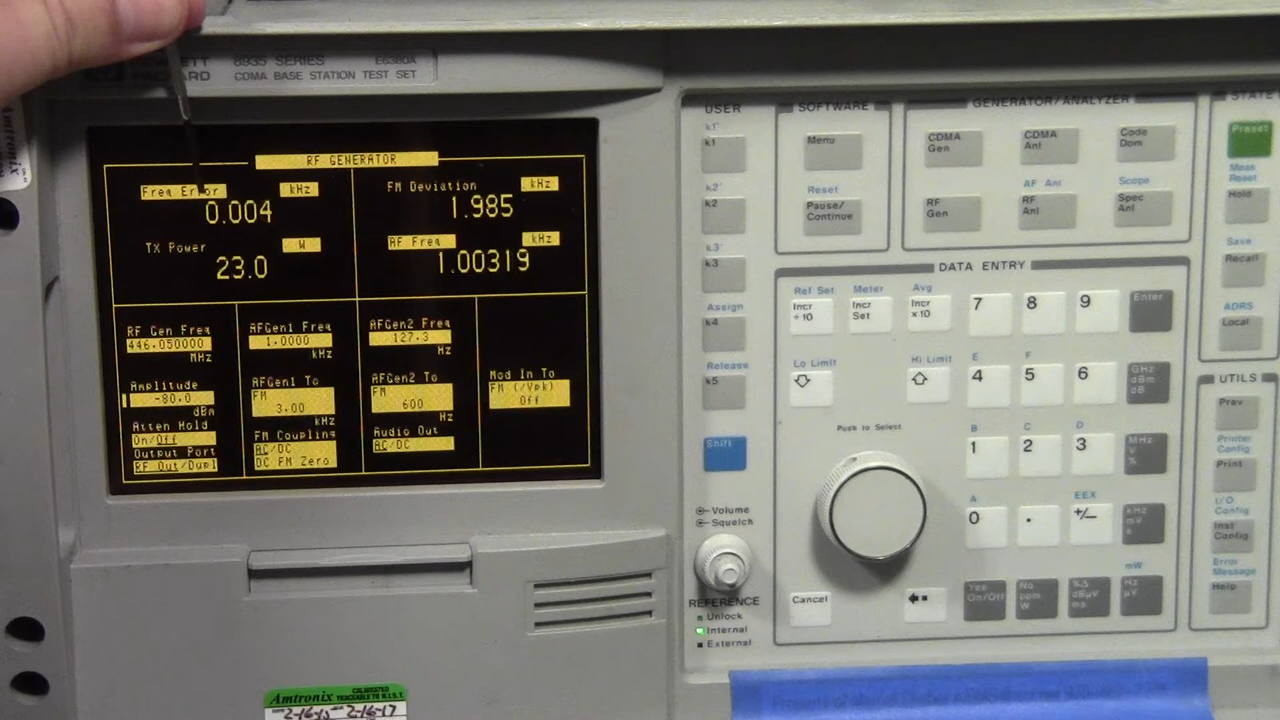 8935 SERIES E6380A
PACKARD CDMA BASE STATION TEST SET
Amtronix
RF GENERATOR
Freq Error kHz
0.004
FM Deviation kHz
1.985
TX Power W
23.0
AF Freq kHz
1.00319
RF Gen Freq
446.050000
MHz
Amplitude
-80.0
dBm
Atten Hold
On/Off
Output Port
RF Out/Dupl
AFGen1 Freq
1.0000
kHz
AFGen1 To
FM
3.00
kHz
FM Coupling
AC/DC
DC FM Zero
AFGen2 Freq
127.3
Hz
AFGen2 To
FM
600
Hz
Audio Out
AC/DC
Mod In To
FM (/Vpk)
Off
USER
k1'
k1
k2'
k2
k3'
k3
Assign
k4
Release
k5
Shift
Volume
Squelch
REFERENCE
Unlock
Internal
External
SOFTWARE
Menu
Reset
Pause/
Continue
GENERATOR/ANALYZER
CDMA
Gen
CDMA
Anl
Code
Dom
AF Anl
Scope
RF
Gen
RF
Anl
Spec
Anl
STATE
Preset
Meas
Reset
Hold
Save
Recall
ADRS
Local
DATA ENTRY
Ref Set
Incr
÷10
Meter
Incr
Set
Avg
Incr
x10
7 8 9
Enter
Lo Limit
Hi Limit
E F
4 5 6
GHz
dBm
dB
Push to Select
B C D
1 2 3
MHz
V
%
A EEX
0 . +/−
kHz
mV
s
mW
Cancel
Yes
On/Off
No
ppm
W
%Δ
dBµV
ms
Hz
µV
UTILS
Prev
Printer
Config
Print
I/O
Config
Inst
Config
Error
Message
Help
Amtronix CALIBRATED
TRACEABLE TO N.I.S.T.
2-16-15 2-16-17